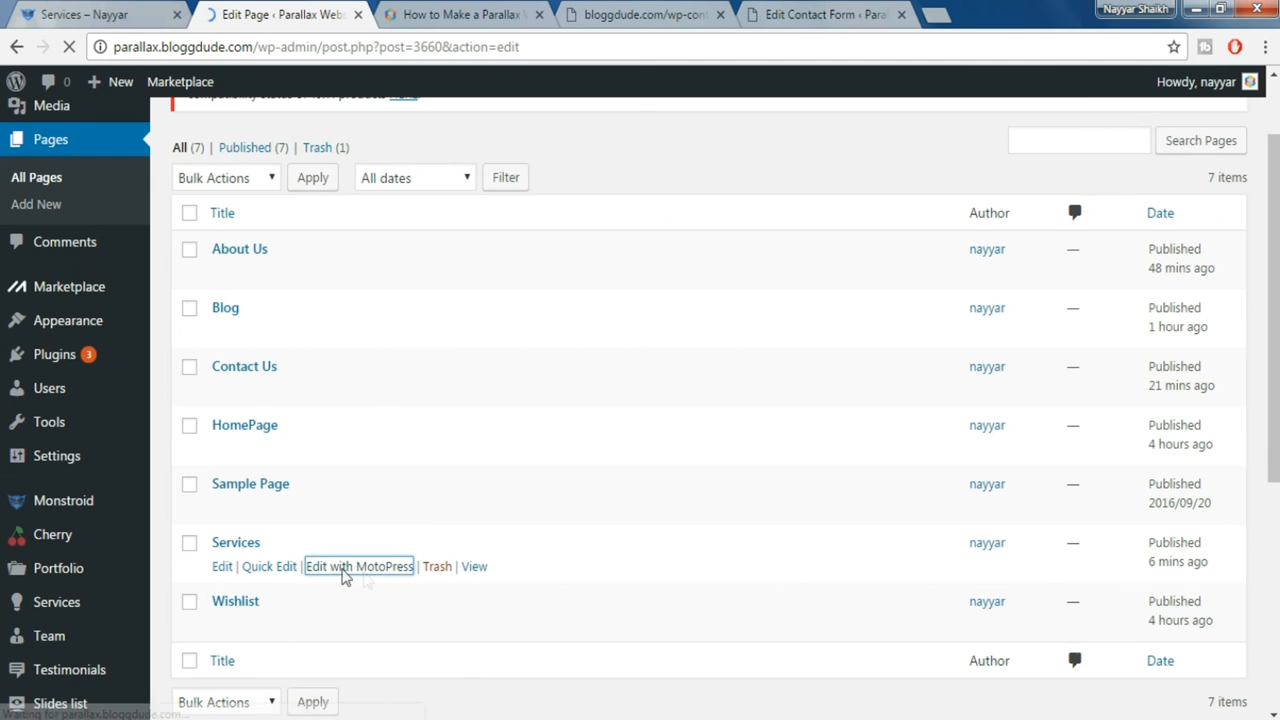 Services – Nayyar
Edit Page ‹ Parallax Webs
How to Make a Parallax
bloggdude.com/wp-cont
Edit Contact Form ‹ Para
Nayyar Shaikh
parallax.bloggdude.com/wp-admin/post.php?post=3660&action=edit
0
New
Marketplace
Howdy, nayyar
Media
Pages
All Pages
Add New
Comments
Marketplace
Appearance
Plugins 3
Users
Tools
Settings
Monstroid
Cherry
Portfolio
Services
Team
Testimonials
Slides list
All (7) | Published (7) | Trash (1)
Search Pages
Bulk Actions
Apply
All dates
Filter
7 items
Title Author Date
About Us nayyar — Published
48 mins ago
Blog nayyar — Published
1 hour ago
Contact Us nayyar — Published
21 mins ago
HomePage nayyar — Published
4 hours ago
Sample Page nayyar — Published
2016/09/20
Services nayyar — Published
Edit | Quick Edit | Edit with MotoPress | Trash | View 6 mins ago
Wishlist nayyar — Published
4 hours ago
Title Author Date
Bulk Actions Apply 7 items
Waiting for parallax.bloggdude.com...